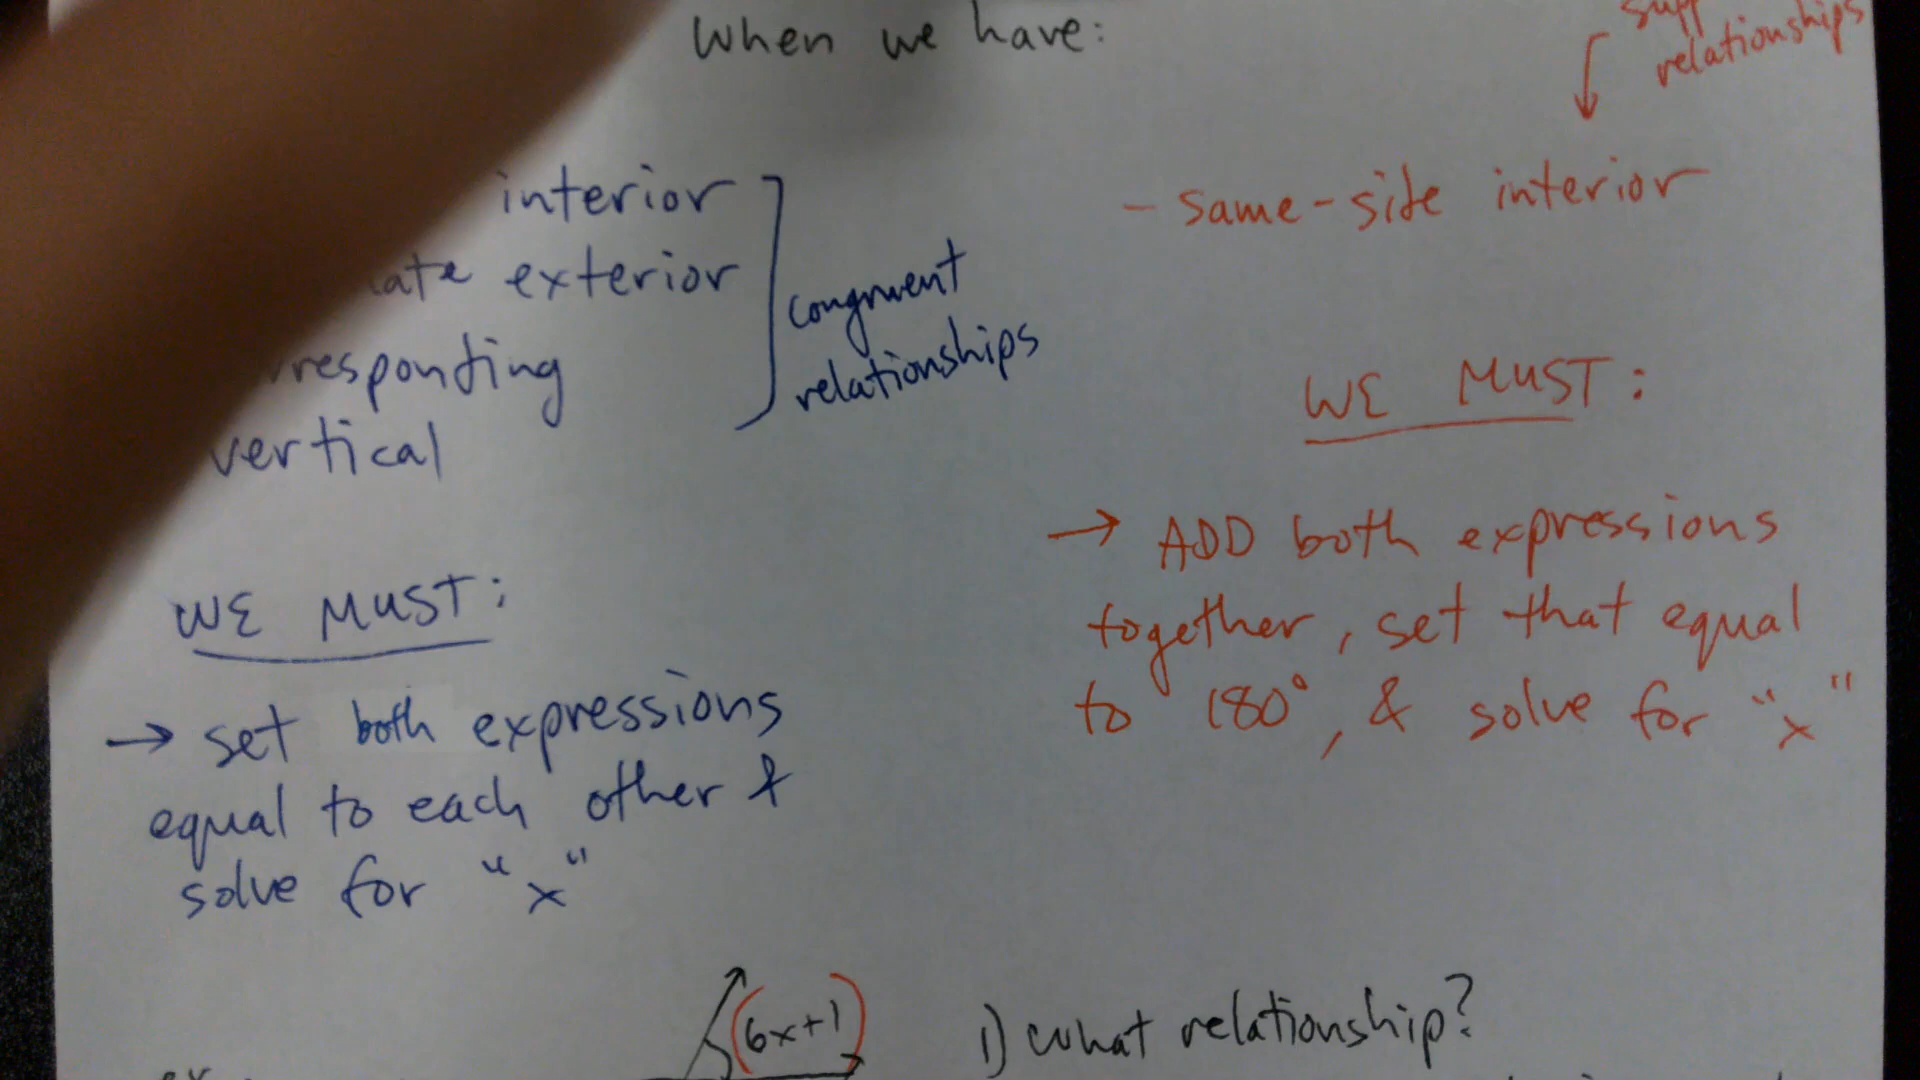 When we have:
relationships
interior
exterior
vertical
congruent
relationships
- same-side interior
WE MUST:
→ set both expressions
equal to each other &
solve for "x"
WE MUST:
→ ADD both expressions
together, set that equal
to 180°, & solve for "x"
(6x+1)
1) What relationship?